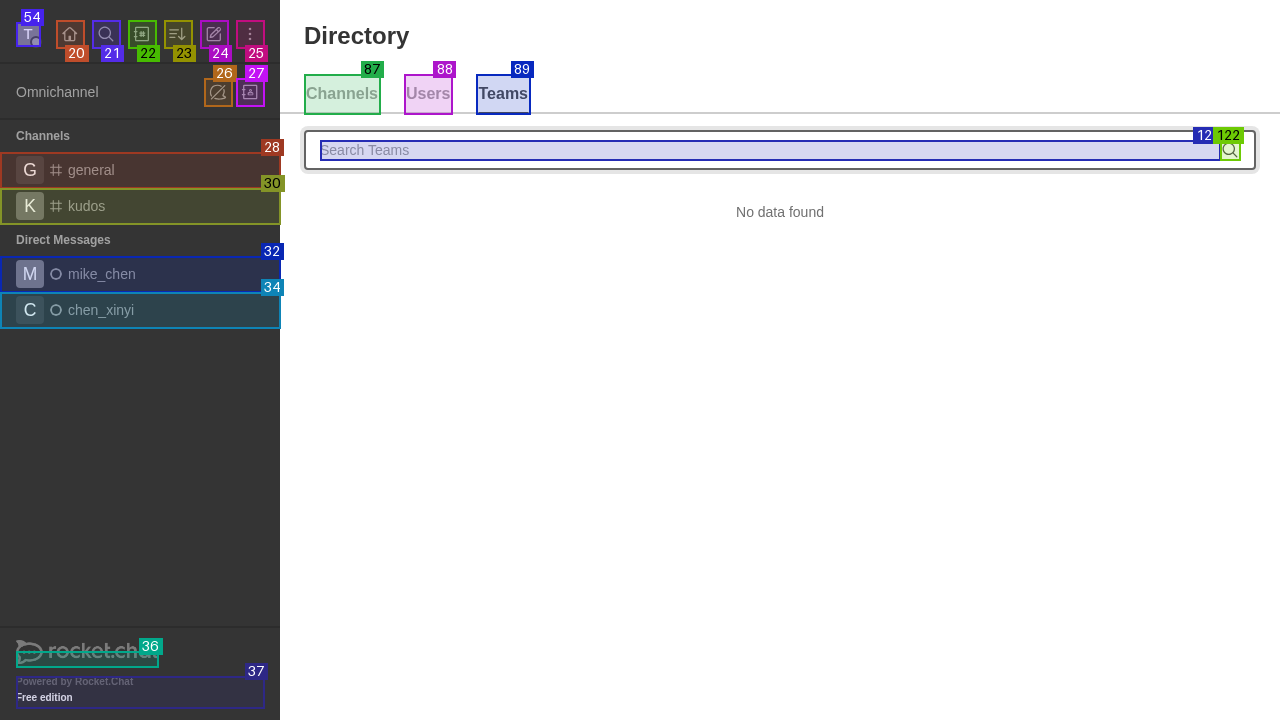 54
T
20
21
22
23
24
25
Omnichannel
26
27
Channels
28
G general
30
K kudos
Direct Messages
32
M mike_chen
34
C chen_xinyi
36
rocket.chat
37
Powered by Rocket.Chat
Free edition
Directory
87
88
89
Channels Users Teams
12
122
Search Teams
No data found